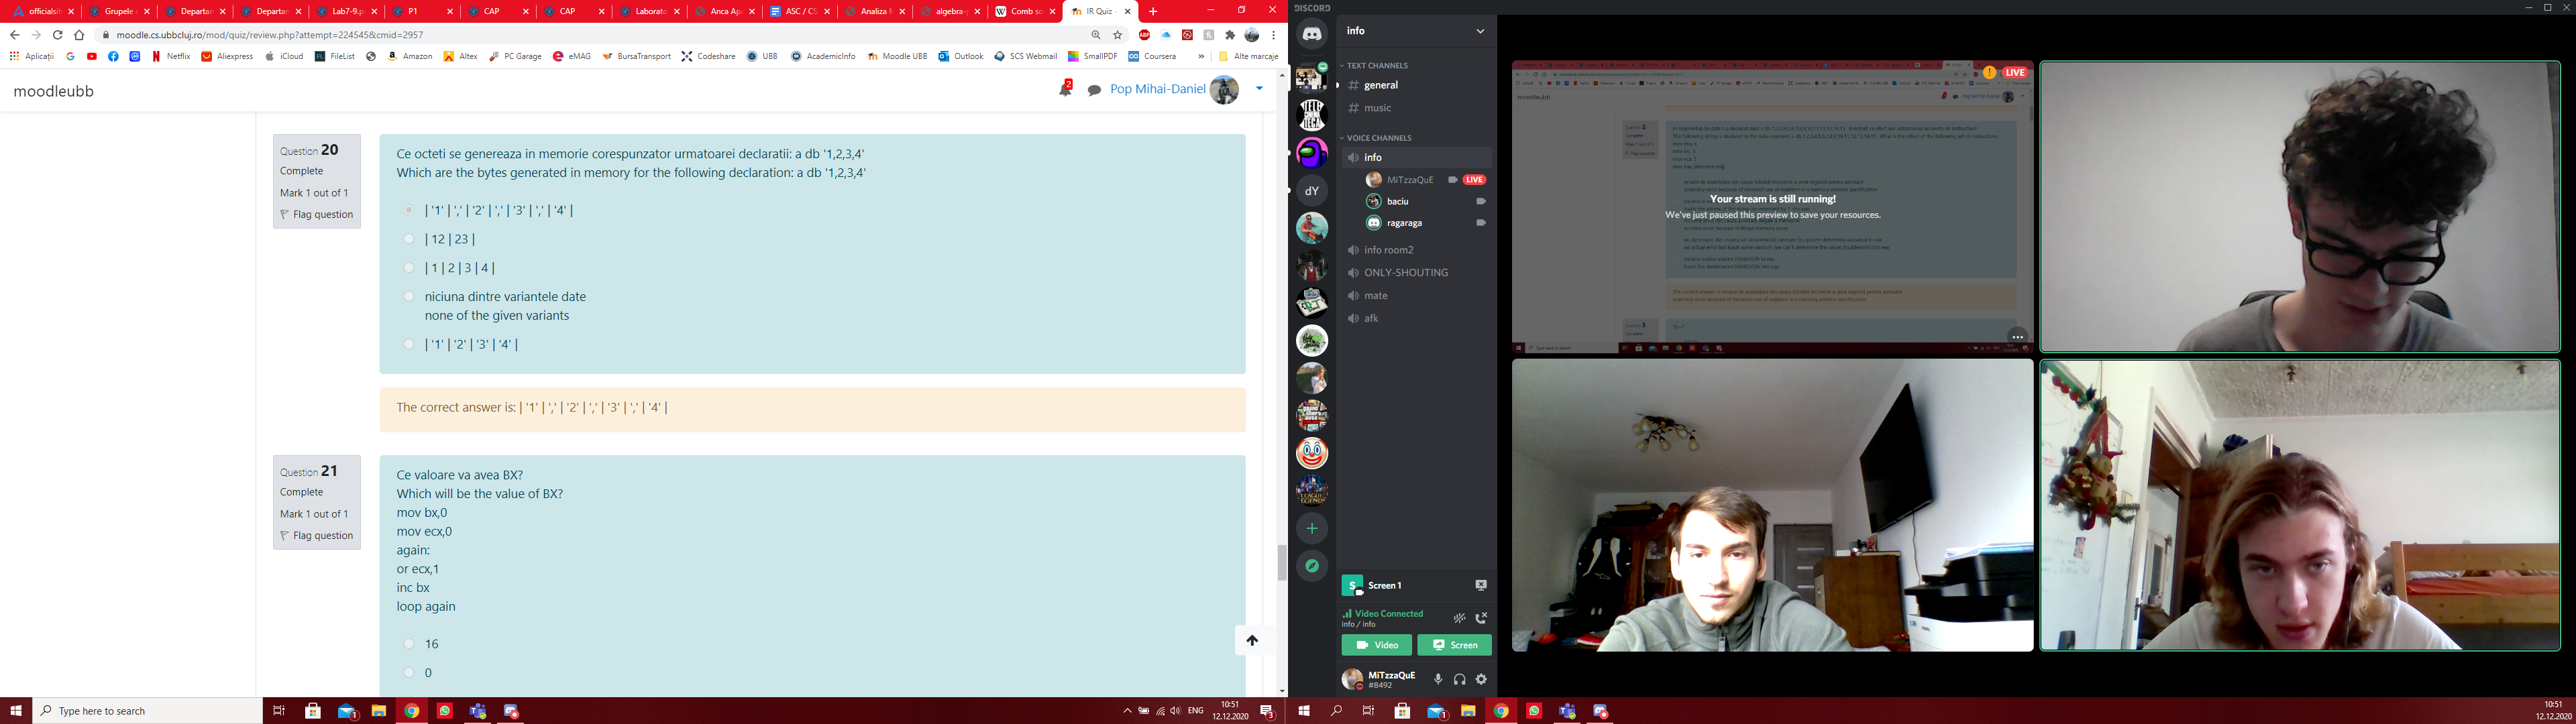 officialsit
Grupele
Departan
Departan
Lab7-9.p
P1
CAP
CAP
Laborato
Anca Ap
ASC / CS
Analiza
algebra-
Comb so
IR Quiz
moodle.cs.ubbcluj.ro/mod/quiz/review.php?attempt=224545&cmid=2957
Aplicații
Netflix
Aliexpress
iCloud
FileList
Amazon
Altex
PC Garage
eMAG
BursaTransport
Codeshare
UBB
AcademicInfo
Moodle UBB
Outlook
SCS Webmail
SmallPDF
Coursera
»
Alte marcaje
moodleubb
2
Pop Mihai-Daniel
Question 20
Complete
Mark 1 out of 1
Flag question
Ce octeti se genereaza in memorie corespunzator urmatoarei declaratii: a db '1,2,3,4'
Which are the bytes generated in memory for the following declaration: a db '1,2,3,4'
| '1' | ',' | '2' | ',' | '3' | ',' | '4' |
| 12 | 23 |
| 1 | 2 | 3 | 4 |
niciuna dintre variantele date
none of the given variants
| '1' | '2' | '3' | '4' |
The correct answer is: | '1' | ',' | '2' | ',' | '3' | ',' | '4' |
Question 21
Complete
Mark 1 out of 1
Flag question
Ce valoare va avea BX?
Which will be the value of BX?
mov bx,0
mov ecx,0
again:
or ecx,1
inc bx
loop again
16
0
Type here to search
ENG
10:51
12.12.2020
DISCORD
info
TEXT CHANNELS
# general
# music
VOICE CHANNELS
info
MiTzzaQuE
LIVE
baciu
ragaraga
info room2
ONLY-SHOUTING
mate
afk
dY
Screen 1
Video Connected
info / info
Video
Screen
MiTzzaQuE
#8492
LIVE
moodleubb
Your stream is still running!
We've just paused this preview to save your resources.
10:51
12.12.2020